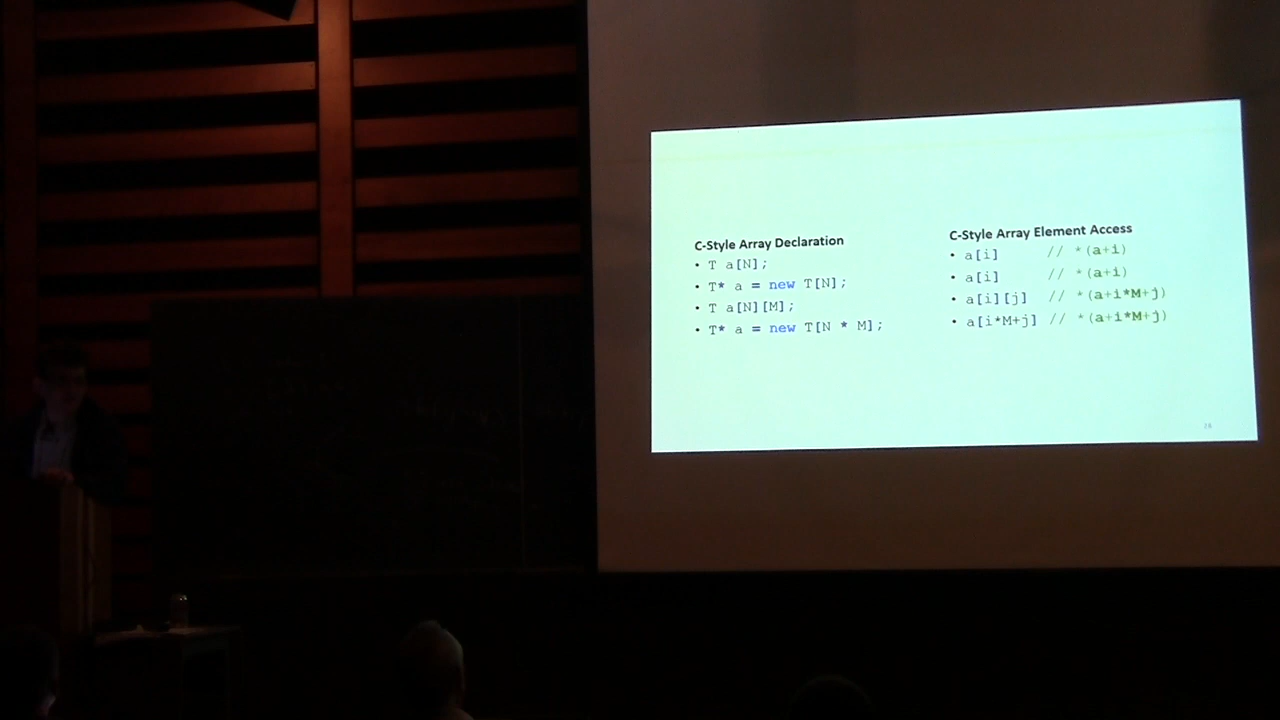 C-Style Array Declaration
• T a[N];
• T* a = new T[N];
• T a[N][M];
• T* a = new T[N * M];
C-Style Array Element Access
• a[i] // *(a+i)
• a[i] // *(a+i)
• a[i][j] // *(a+i*M+j)
• a[i*M+j] // *(a+i*M+j)